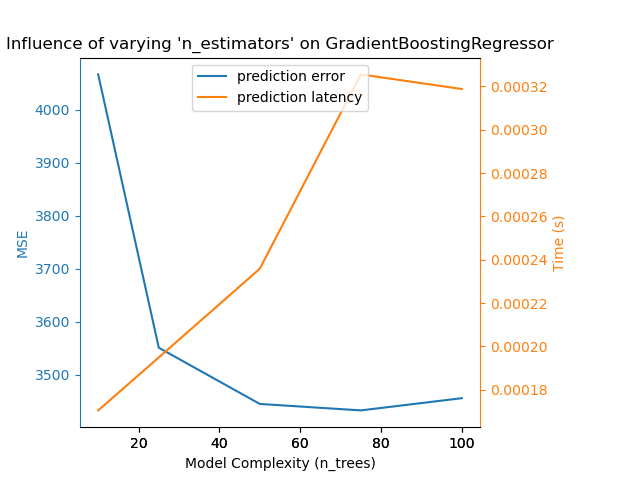 Influence of varying 'n_estimators' on GradientBoostingRegressor
prediction error
prediction latency
MSE
4000
3900
3800
3700
3600
3500
0.00032
0.00030
0.00028
0.00026
0.00024
0.00022
0.00020
0.00018
Time (s)
20 40 60 80 100
Model Complexity (n_trees)